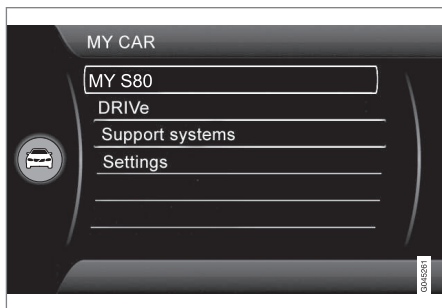 MY CAR
MY S80
DRIVe
Support systems
Settings
G045261